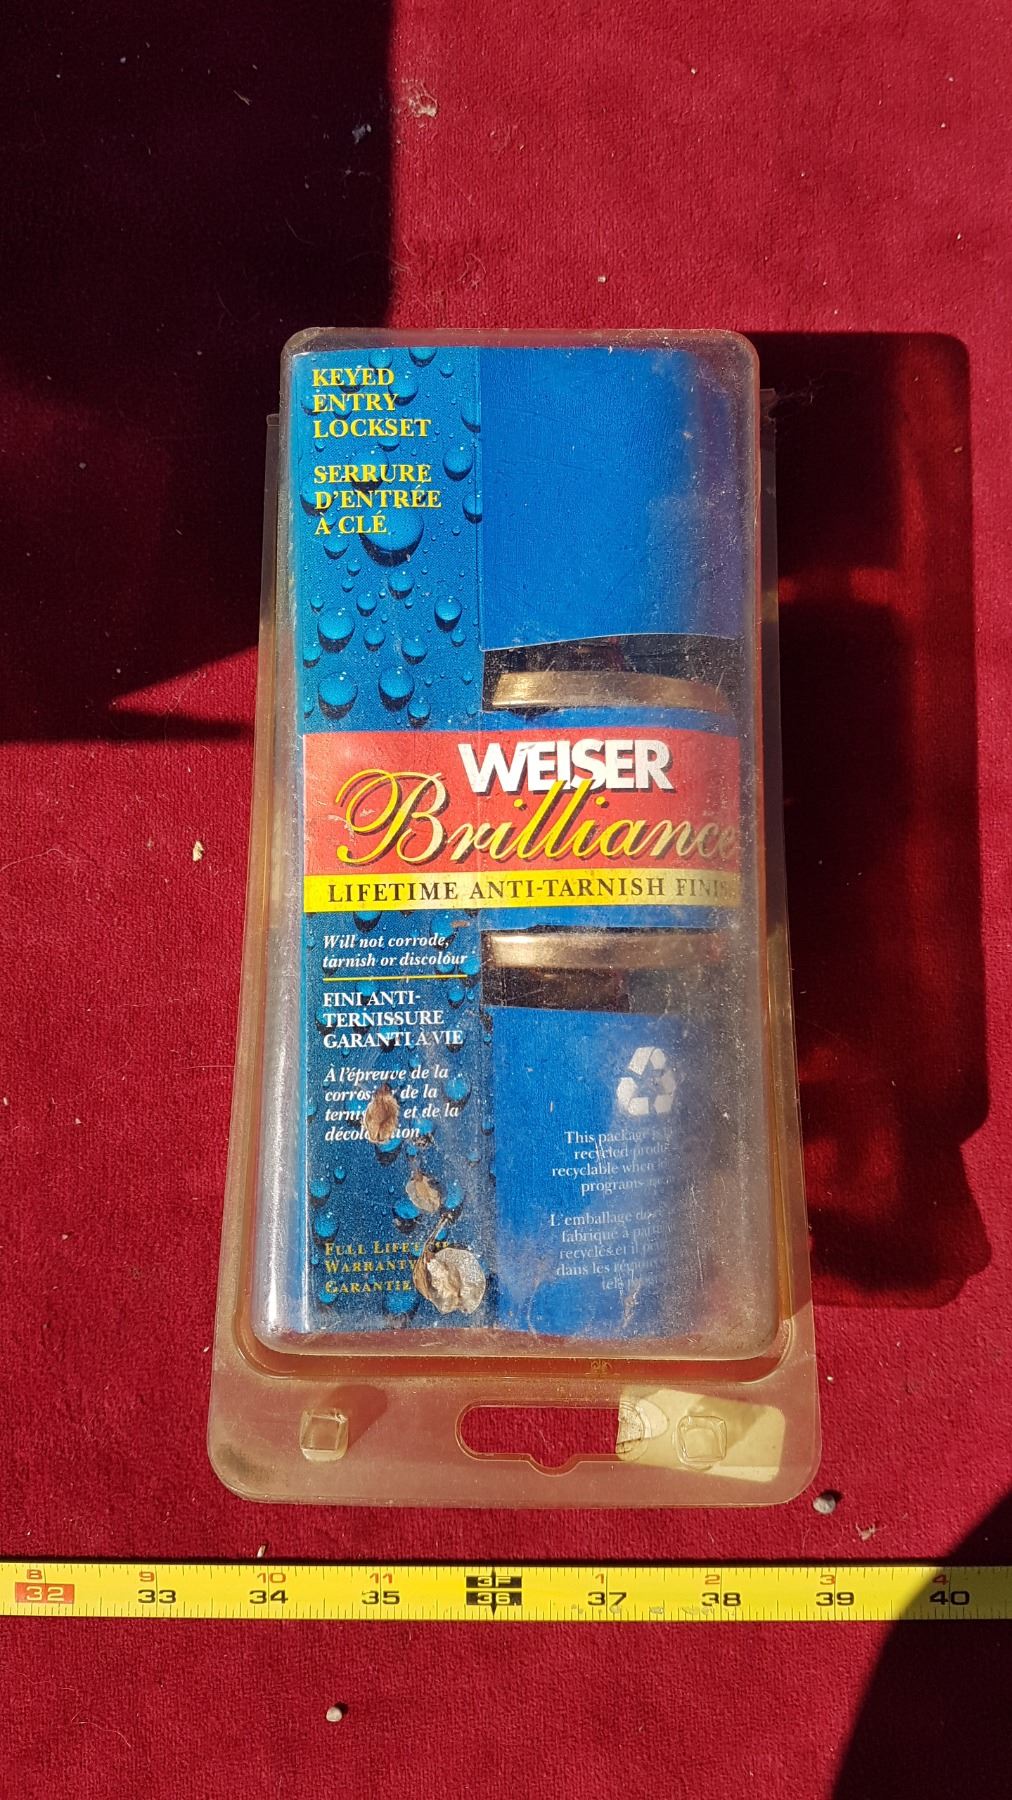 KEYED
ENTRY
LOCKSET
SERRURE
D'ENTRÉE
À CLÉ
WEISER
Brilliance
LIFETIME ANTI-TARNISH FINIS
Will not corrode,
tarnish or discolour
FINI ANTI-
TERNISSURE
GARANTI À VIE
À l'épreuve de la
de la
et de la
This package
recycled
recyclable when
programs
L'emballage
fabriqué à
recyclés et il
dans les
FULL
WARRANTY
GARANTIE
8 9 10 11 3F 1 2 3 4
32 33 34 35 36 37 38 39 40